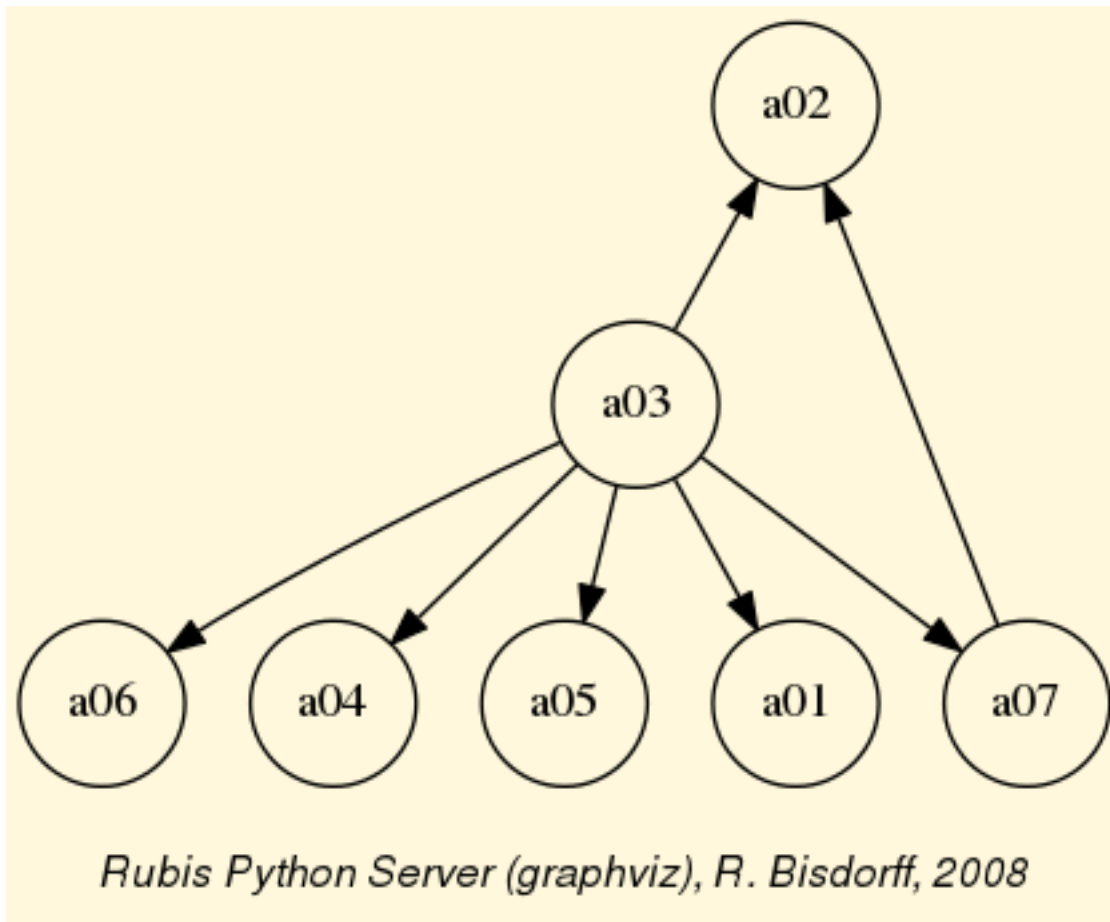 a02
a03
a06 a04 a05 a01 a07
Rubis Python Server (graphviz), R. Bisdorff, 2008